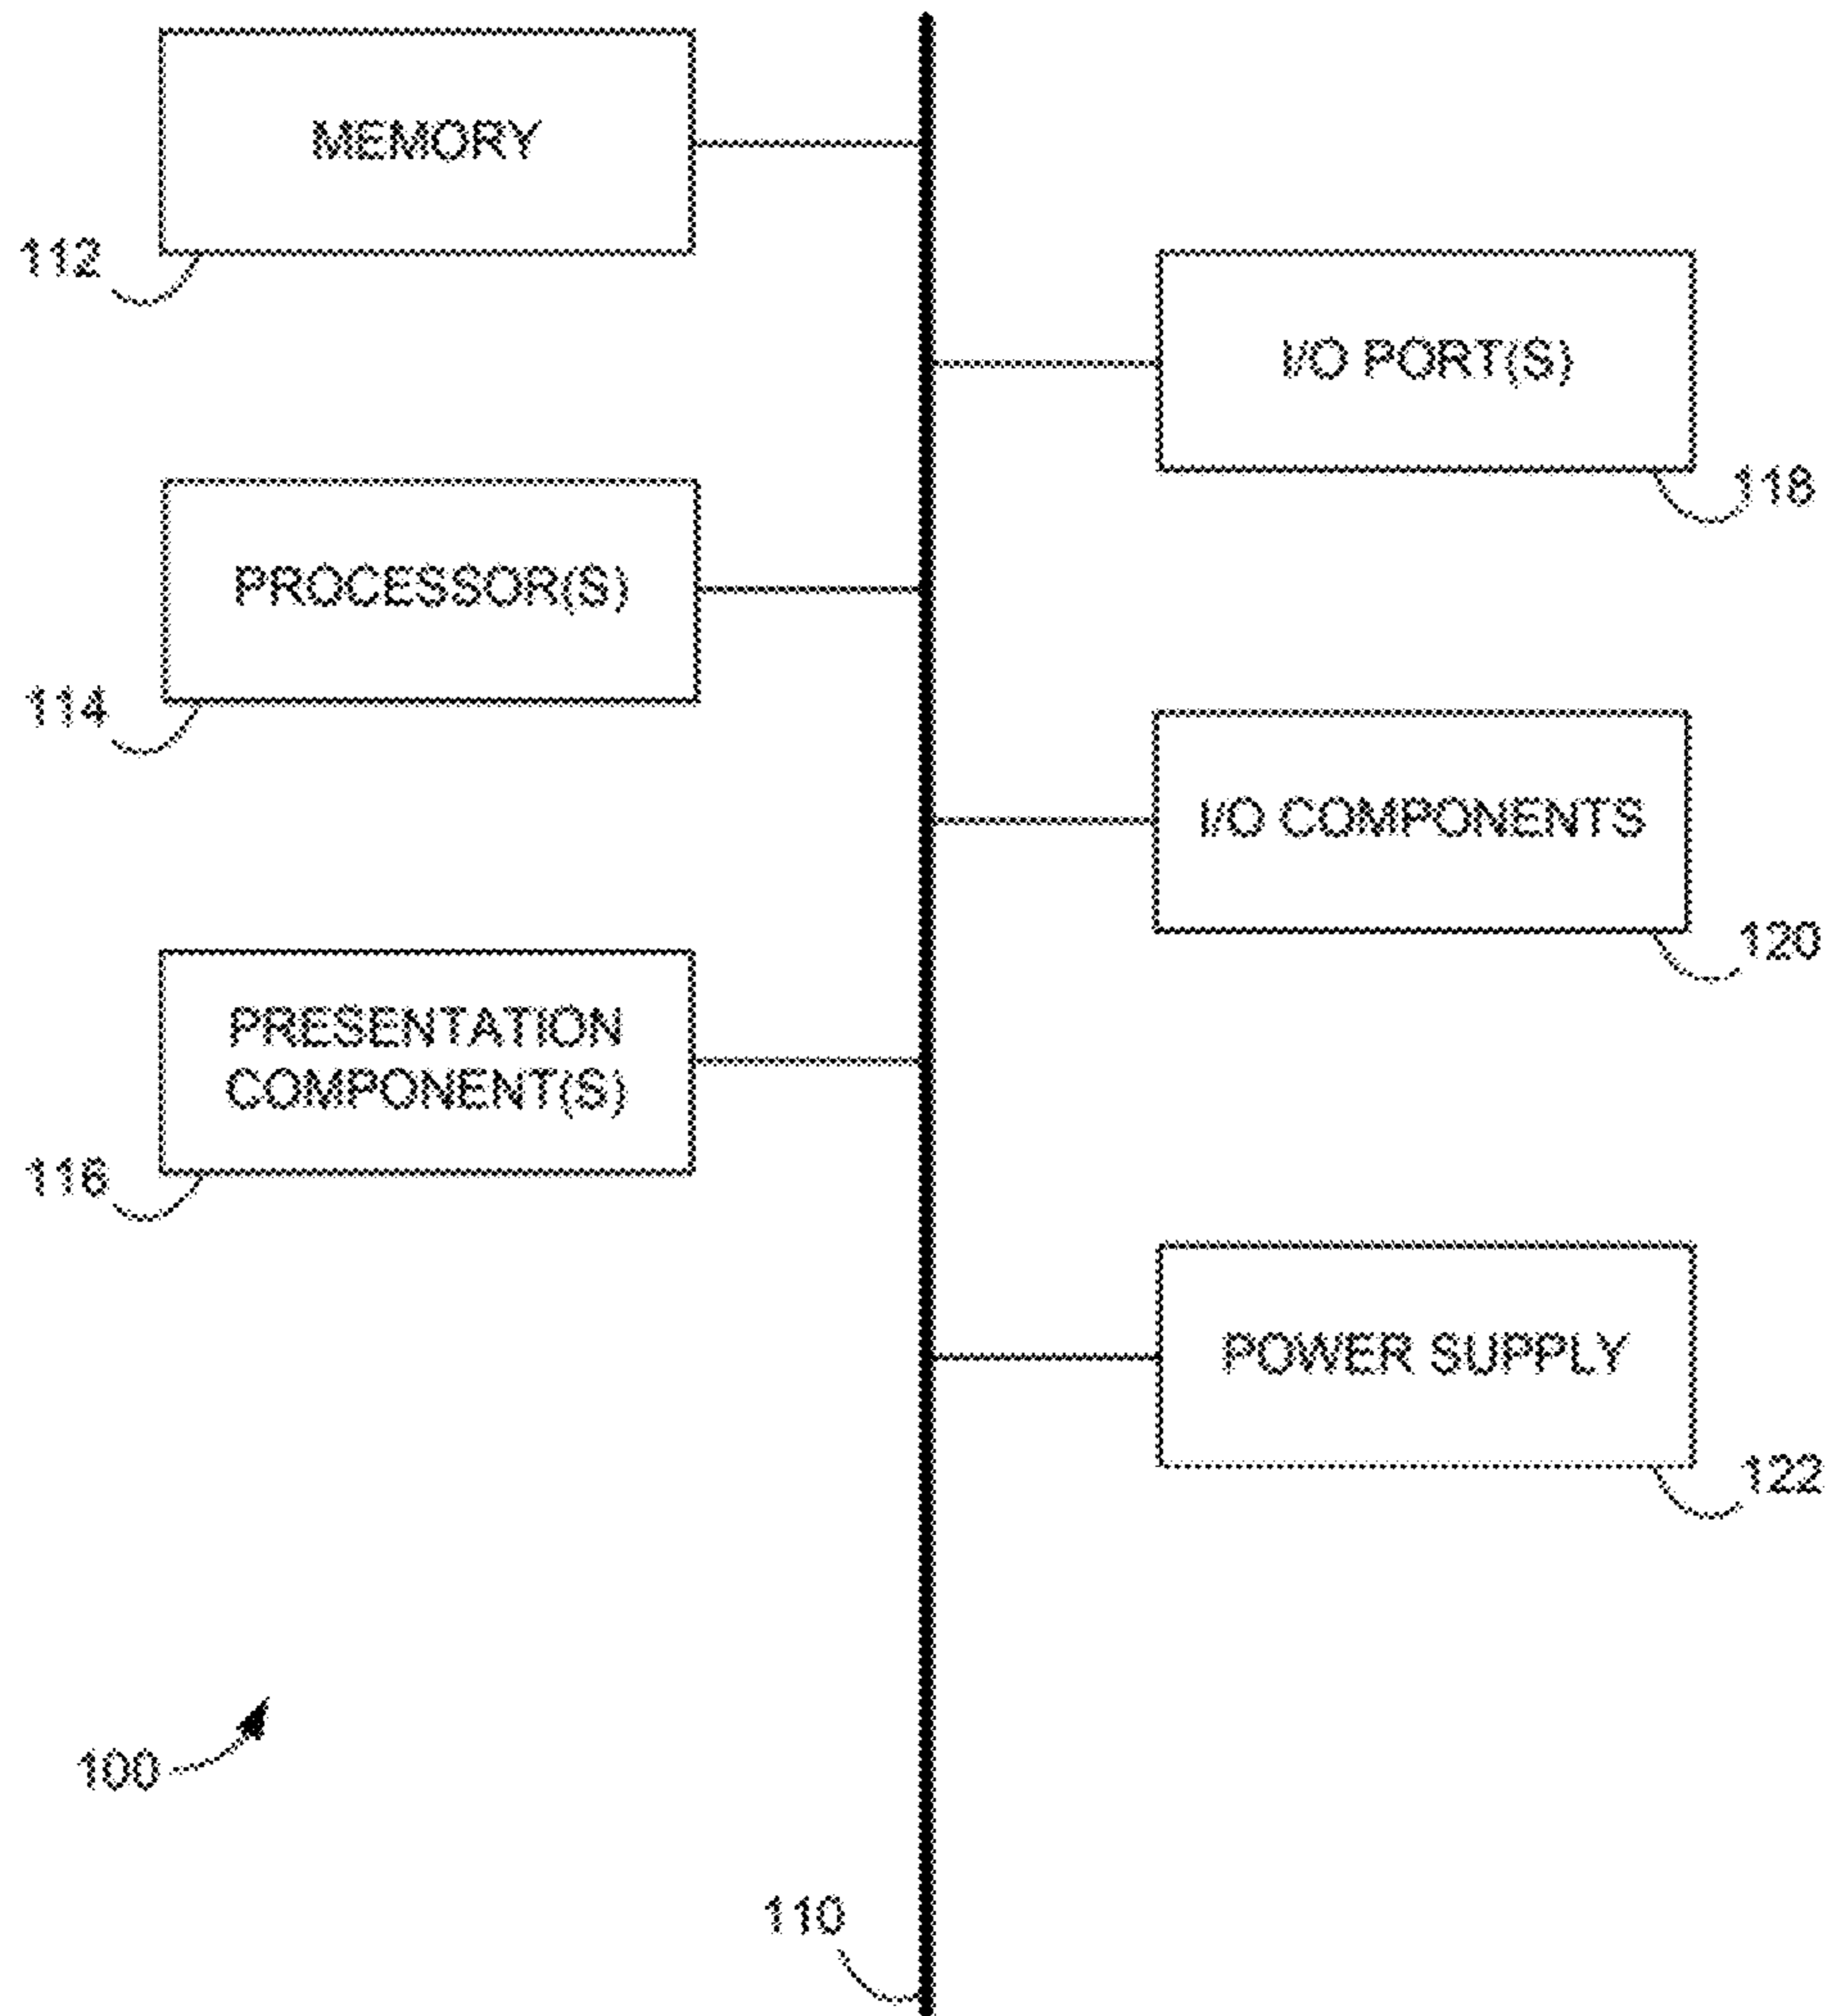 MEMORY
112
I/O PORT(S)
118
PROCESSOR(S)
114
I/O COMPONENTS
120
PRESENTATION
COMPONENT(S)
116
POWER SUPPLY
122
100
110